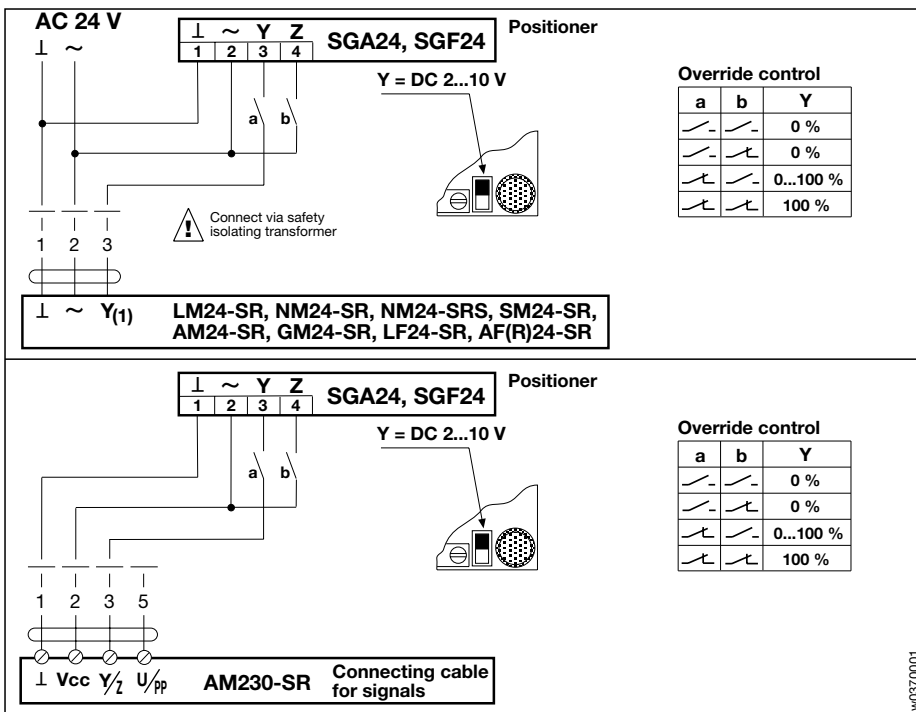 AC 24 V
⊥ ~
⊥ ~ Y Z
1 2 3 4
SGA24, SGF24
Positioner
Y = DC 2...10 V
a b
Connect via safety
isolating transformer
1 2 3
⊥ ~ Y(1)
LM24-SR, NM24-SR, NM24-SRS, SM24-SR,
AM24-SR, GM24-SR, LF24-SR, AF(R)24-SR
Override control
a b Y
0 %
0 %
0...100 %
100 %
⊥ ~ Y Z
1 2 3 4
SGA24, SGF24
Positioner
Y = DC 2...10 V
a b
1 2 3 5
⊥ Vcc Y/Z U/PP
AM230-SR
Connecting cable
for signals
Override control
a b Y
0 %
0 %
0...100 %
100 %
w0370001